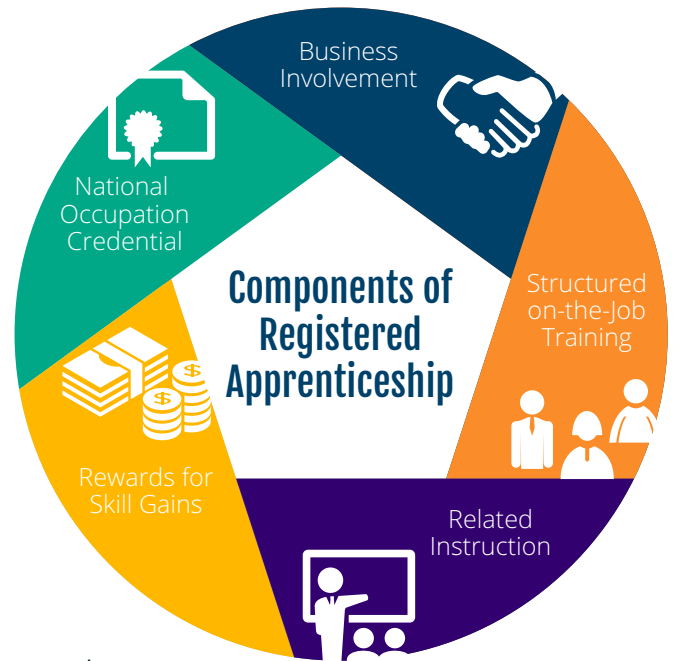 Business
Involvement
National
Occupation
Credential
Components of
Registered
Apprenticeship
Structured
on-the-Job
Training
$
$
Rewards for
Skill Gains
Related
Instruction